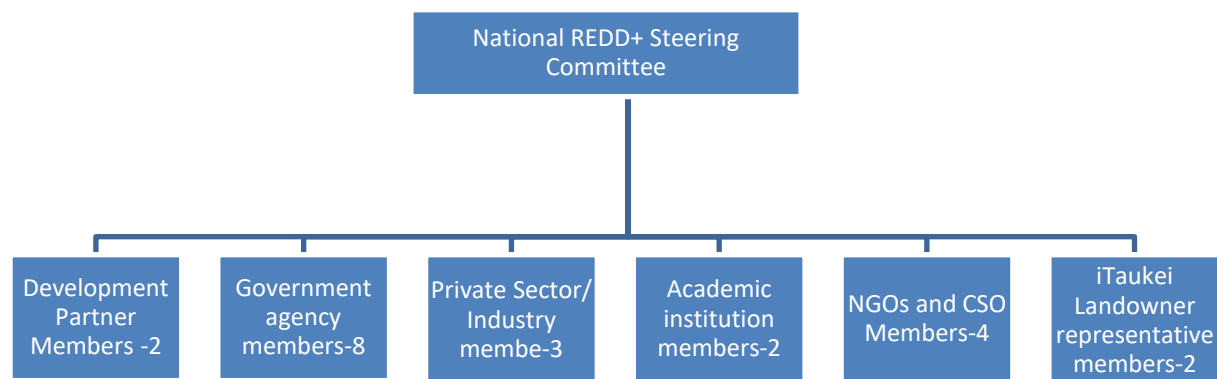 National REDD+ Steering
Committee
Development
Partner
Members -2
Government
agency
members-8
Private Sector/
Industry
membe-3
Academic
institution
members-2
NGOs and CSO
Members-4
iTaukei
Landowner
representative
members-2